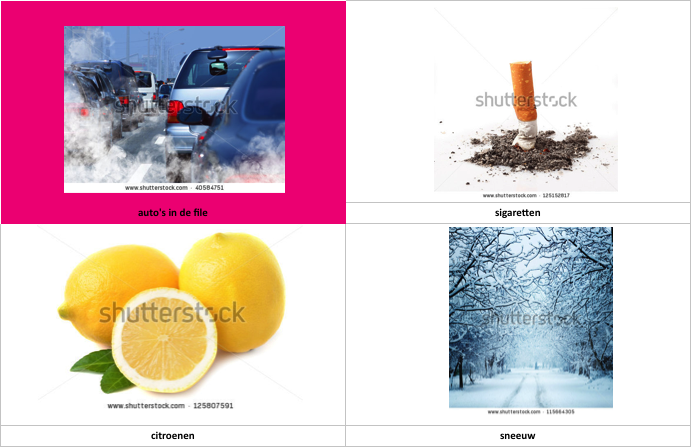 shutterstock
www.shutterstock.com · 40584751
auto's in de file
shutterstock
www.shutterstock.com · 125152817
sigaretten
shutterstock
www.shutterstock.com · 125807591
citroenen
shutterstock
www.shutterstock.com · 115664305
sneeuw